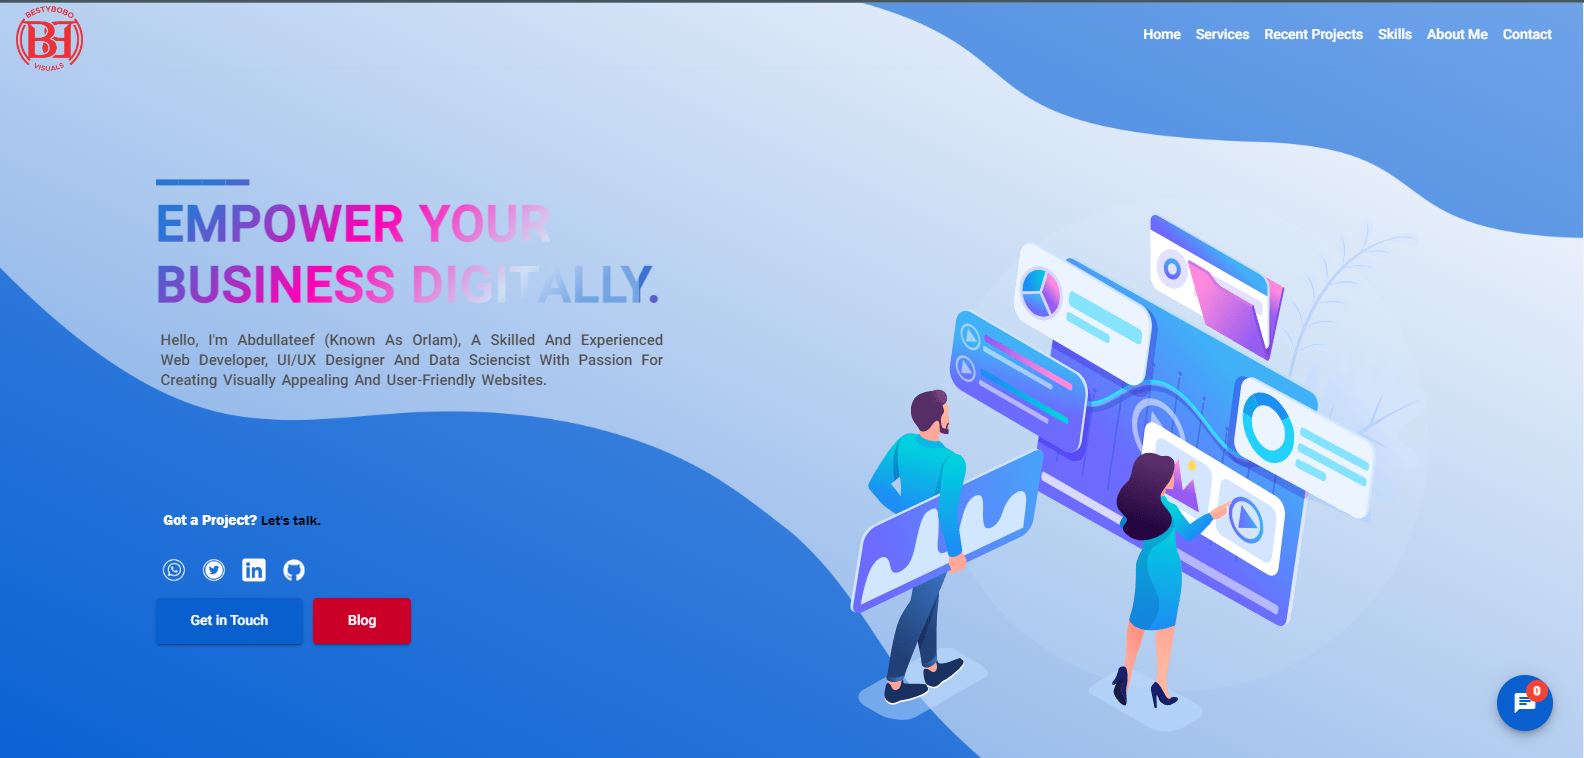 BESTYBOBO
BB
VISUALS
Home Services Recent Projects Skills About Me Contact
EMPOWER YOUR
BUSINESS DIGITALLY.
Hello, I'm Abdullateef (Known As Orlam), A Skilled And Experienced
Web Developer, UI/UX Designer And Data Sciencist With Passion For
Creating Visually Appealing And User-Friendly Websites.
Got a Project? Let's talk.
in
Get in Touch Blog
0